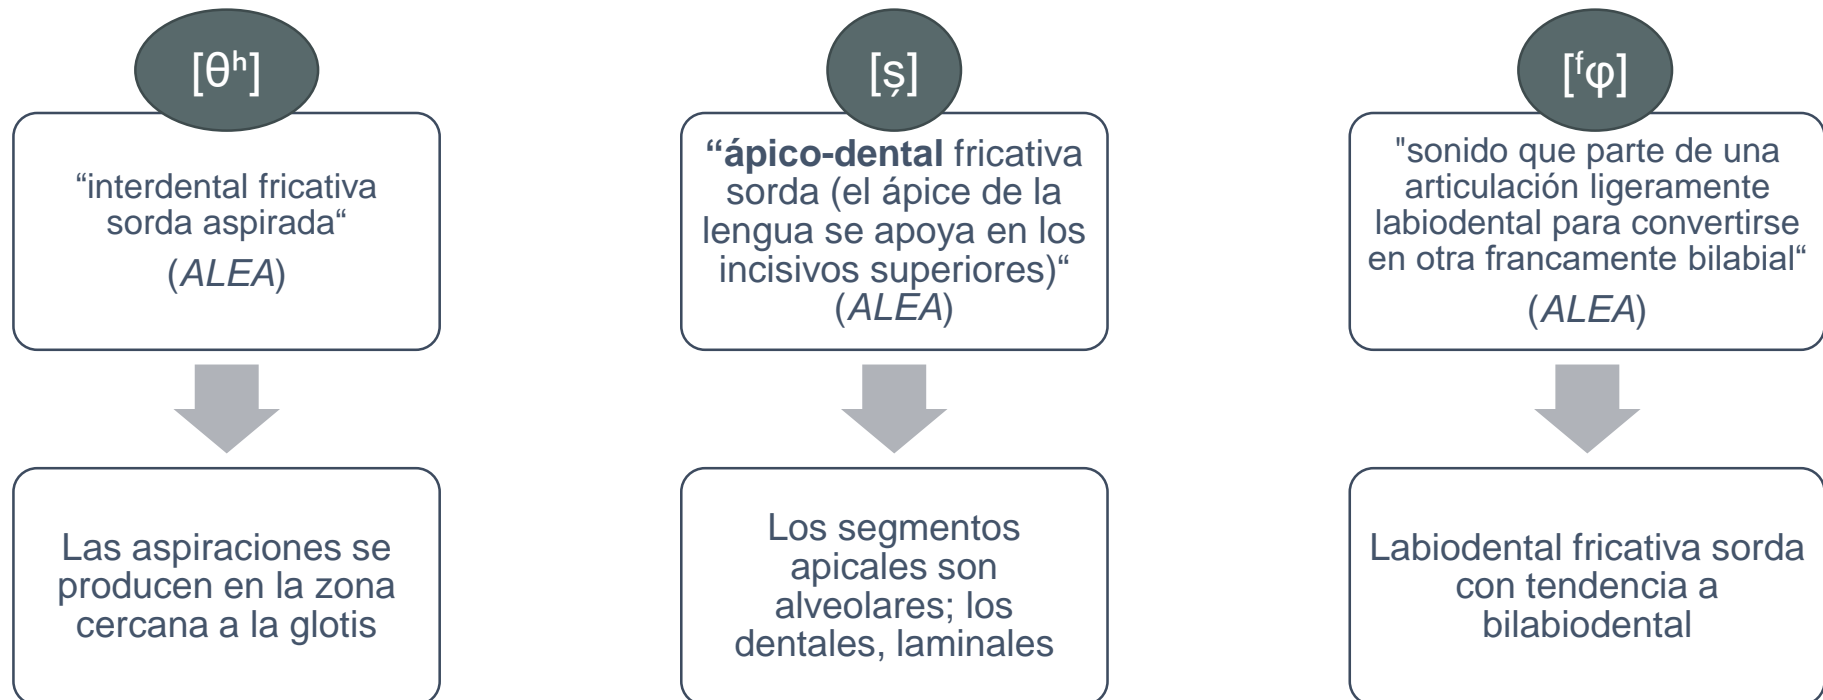 [θʰ]
“interdental fricativa
sorda aspirada“
(ALEA)
Las aspiraciones se
producen en la zona
cercana a la glotis
[ș]
“ápico-dental fricativa
sorda (el ápice de la
lengua se apoya en los
incisivos superiores)“
(ALEA)
Los segmentos
apicales son
alveolares; los
dentales, laminales
[ᶠφ]
"sonido que parte de una
articulación ligeramente
labiodental para convertirse
en otra francamente bilabial“
(ALEA)
Labiodental fricativa sorda
con tendencia a
bilabiodental